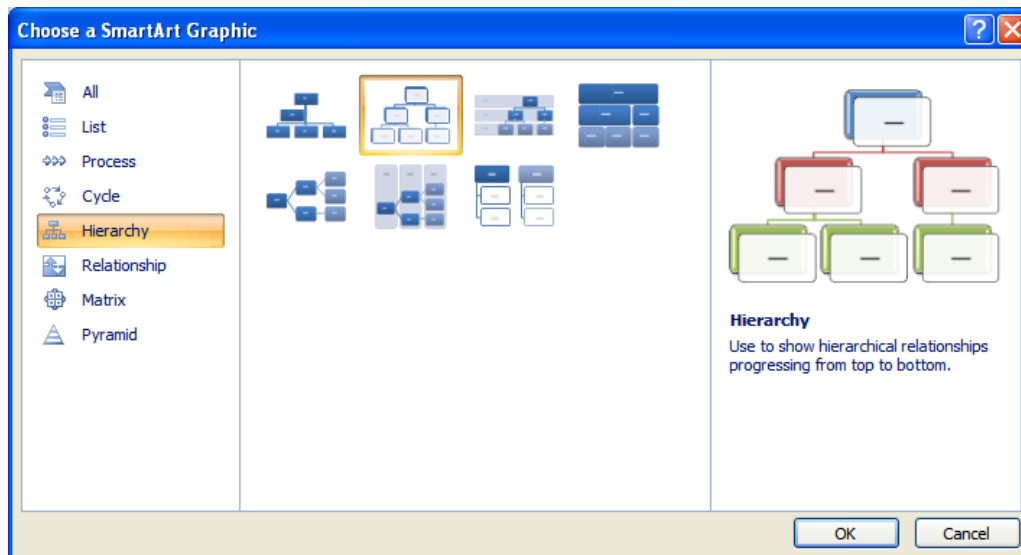 Choose a SmartArt Graphic
All
List
Process
Cycle
Hierarchy
Relationship
Matrix
Pyramid
Hierarchy
Use to show hierarchical relationships
progressing from top to bottom.
OK
Cancel